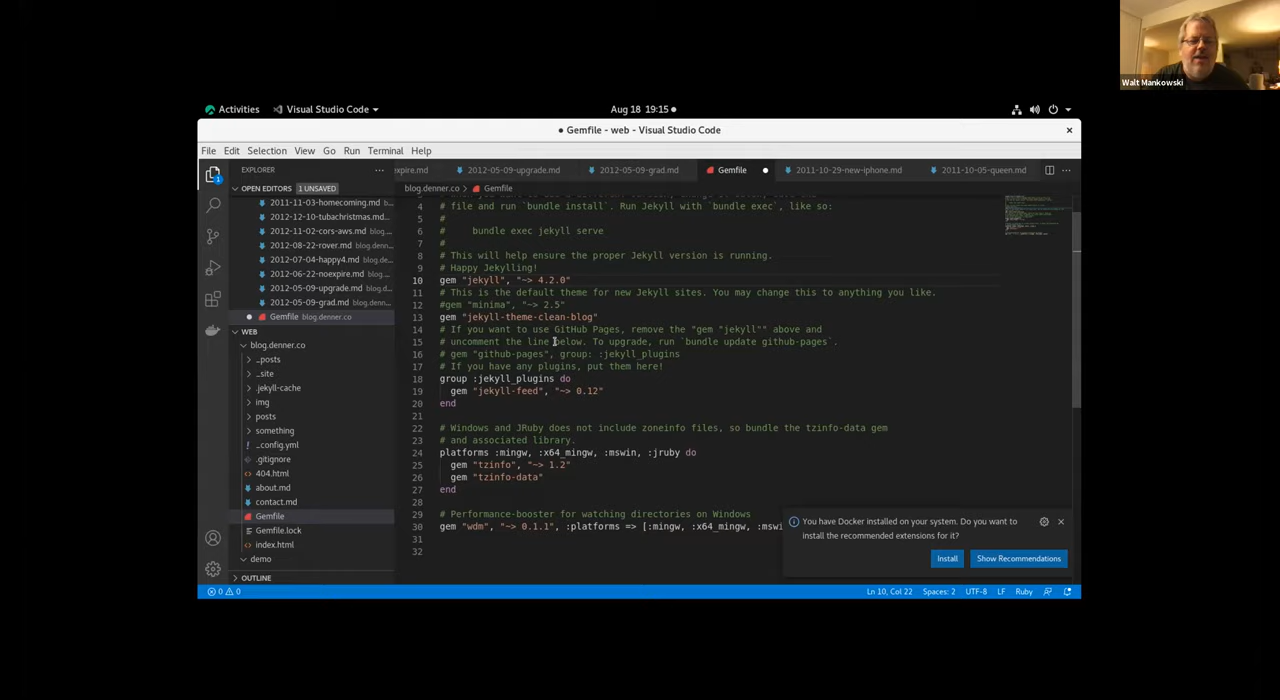 Walt Mankowski
Activities
Visual Studio Code
Aug 18 19:15
● Gemfile - web - Visual Studio Code
File Edit Selection View Go Run Terminal Help
EXPLORER
expire.md
2012-05-09-upgrade.md
2012-05-09-grad.md
Gemfile
2011-10-29-new-iphone.md
2011-10-05-queen.md
OPEN EDITORS 1 UNSAVED
blog.denner.co > Gemfile
2011-11-03-homecoming.md...
2012-12-10-tubachristmas.md...
2012-11-02-cors-aws.md blog.de...
2012-08-22-rover.md blog.denn...
2012-07-04-happy4.md blog.de...
2012-06-22-noexpire.md blog....
2012-05-09-upgrade.md blog....
2012-05-09-grad.md blog.denn...
Gemfile blog.denner.co
WEB
blog.denner.co
_posts
_site
.jekyll-cache
img
posts
something
! _config.yml
.gitignore
404.html
about.md
contact.md
Gemfile
Gemfile.lock
index.html
demo
OUTLINE
4 # file and run `bundle install`. Run Jekyll with `bundle exec`, like so:
5 #
6 #     bundle exec jekyll serve
7 #
8 # This will help ensure the proper Jekyll version is running.
9 # Happy Jekylling!
10 gem "jekyll", "~> 4.2.0"
11 # This is the default theme for new Jekyll sites. You may change this to anything you like.
12 #gem "minima", "~> 2.5"
13 gem "jekyll-theme-clean-blog"
14 # If you want to use GitHub Pages, remove the "gem "jekyll"" above and
15 # uncomment the line below. To upgrade, run `bundle update github-pages`.
16 # gem "github-pages", group: :jekyll_plugins
17 # If you have any plugins, put them here!
18 group :jekyll_plugins do
19   gem "jekyll-feed", "~> 0.12"
20 end
21
22 # Windows and JRuby does not include zoneinfo files, so bundle the tzinfo-data gem
23 # and associated library.
24 platforms :mingw, :x64_mingw, :mswin, :jruby do
25   gem "tzinfo", "~> 1.2"
26   gem "tzinfo-data"
27 end
28
29 # Performance-booster for watching directories on Windows
30 gem "wdm", "~> 0.1.1", :platforms => [:mingw, :x64_mingw, :mswi
31
32
You have Docker installed on your system. Do you want to
install the recommended extensions for it?
Install
Show Recommendations
0 0
Ln 10, Col 22 Spaces: 2 UTF-8 LF Ruby